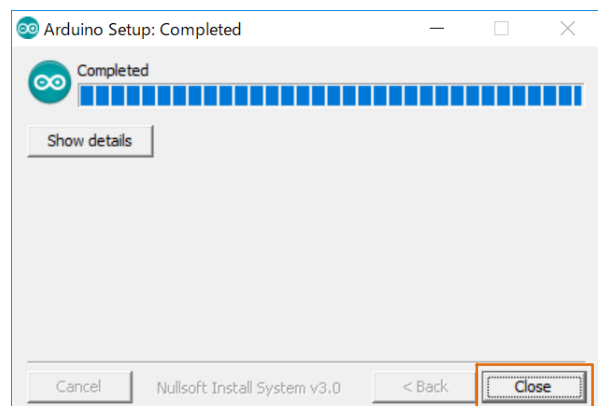 Arduino Setup: Completed
Completed
Show details
Cancel
Nullsoft Install System v3.0
< Back
Close